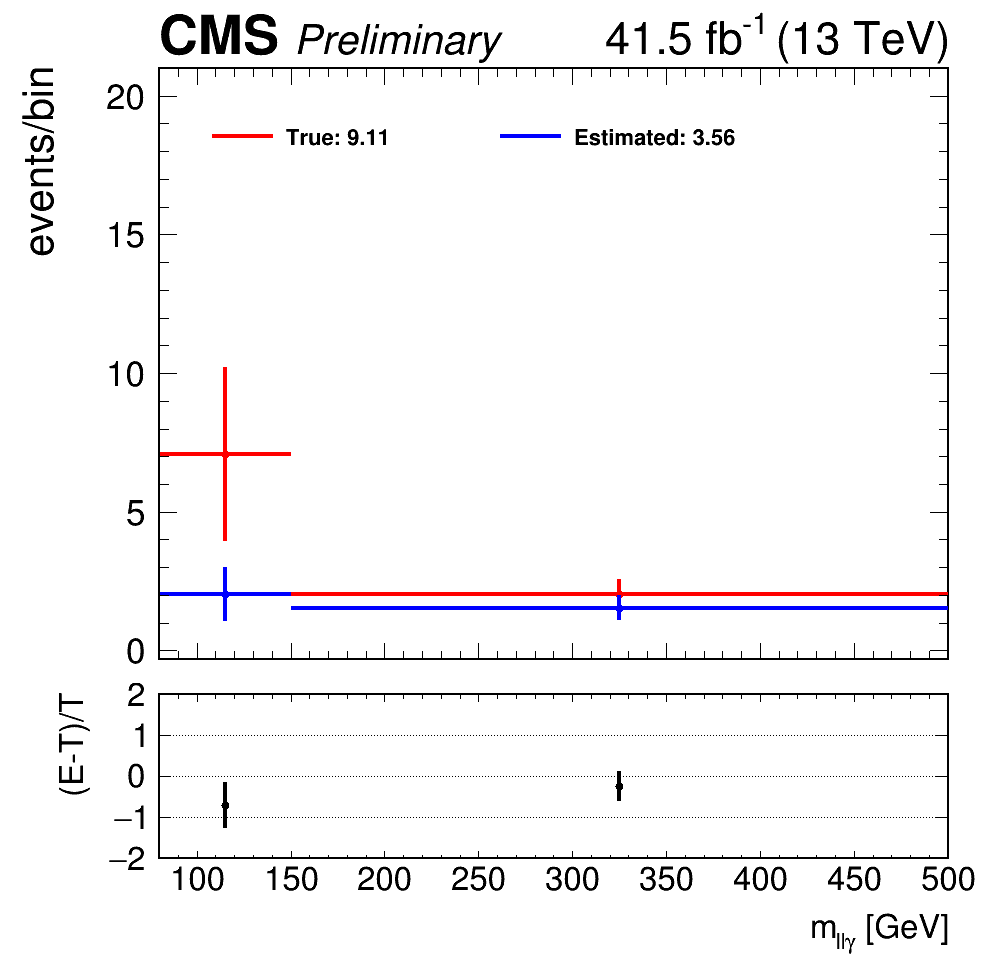 CMS Preliminary 41.5 fb⁻¹ (13 TeV)
events/bin
20
15
10
5
0
True: 9.11
Estimated: 3.56
(E-T)/T
2
1
0
−1
−2
100 150 200 250 300 350 400 450 500
m_llγ [GeV]